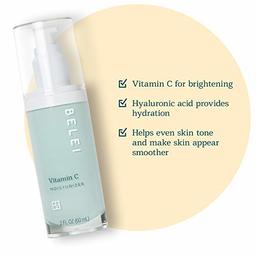 BELEI
Vitamin C
MOISTURIZER
Vitamin C for brightening
Hyaluronic acid provides
hydration
Helps even skin tone
and make skin appear
smoother